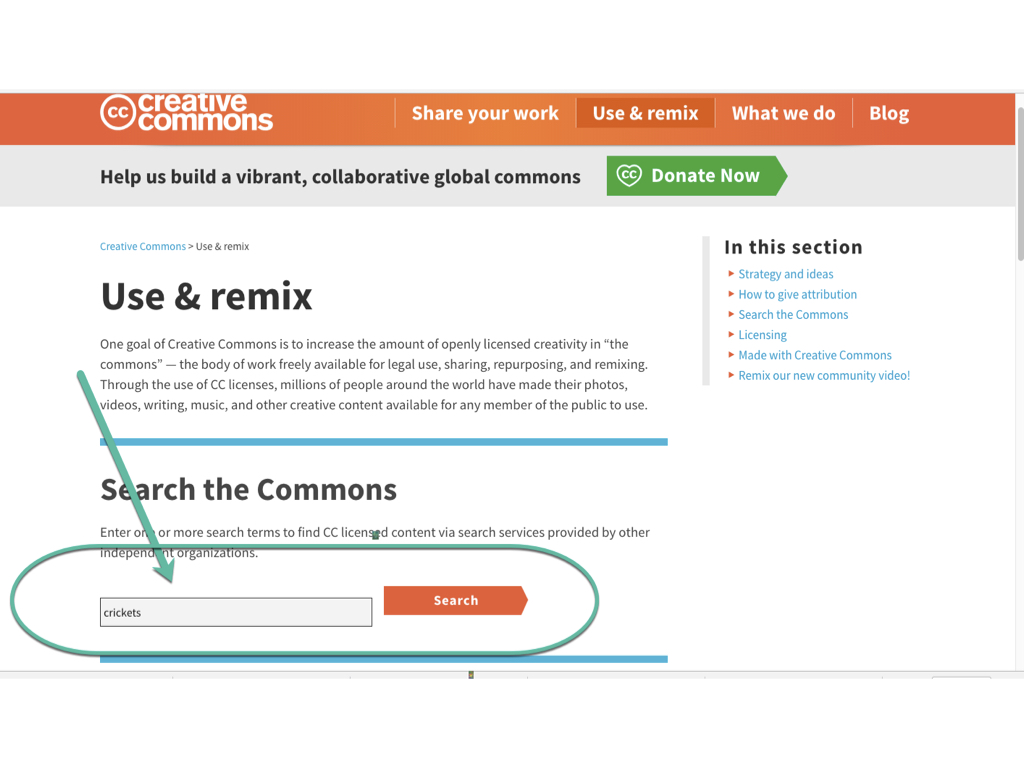 creative
commons
Share your work
Use & remix
What we do
Blog
Help us build a vibrant, collaborative global commons
Donate Now
Creative Commons > Use & remix
Use & remix
One goal of Creative Commons is to increase the amount of openly licensed creativity in “the
commons” — the body of work freely available for legal use, sharing, repurposing, and remixing.
Through the use of CC licenses, millions of people around the world have made their photos,
videos, writing, music, and other creative content available for any member of the public to use.
Search the Commons
Enter one or more search terms to find CC licensed content via search services provided by other
independent organizations.
crickets
Search
In this section
Strategy and ideas
How to give attribution
Search the Commons
Licensing
Made with Creative Commons
Remix our new community video!